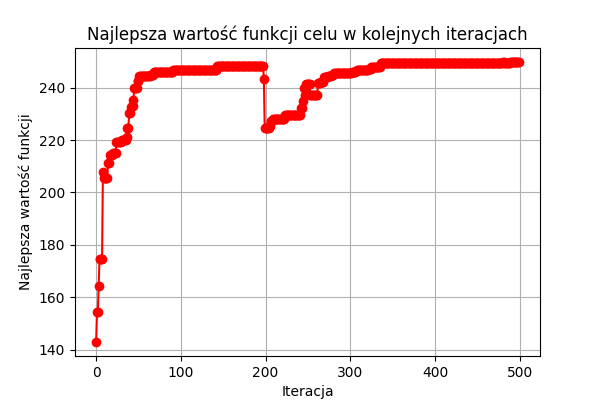 Najlepsza wartość funkcji celu w kolejnych iteracjach
Najlepsza wartość funkcji
240
220
200
180
160
140
0 100 200 300 400 500
Iteracja